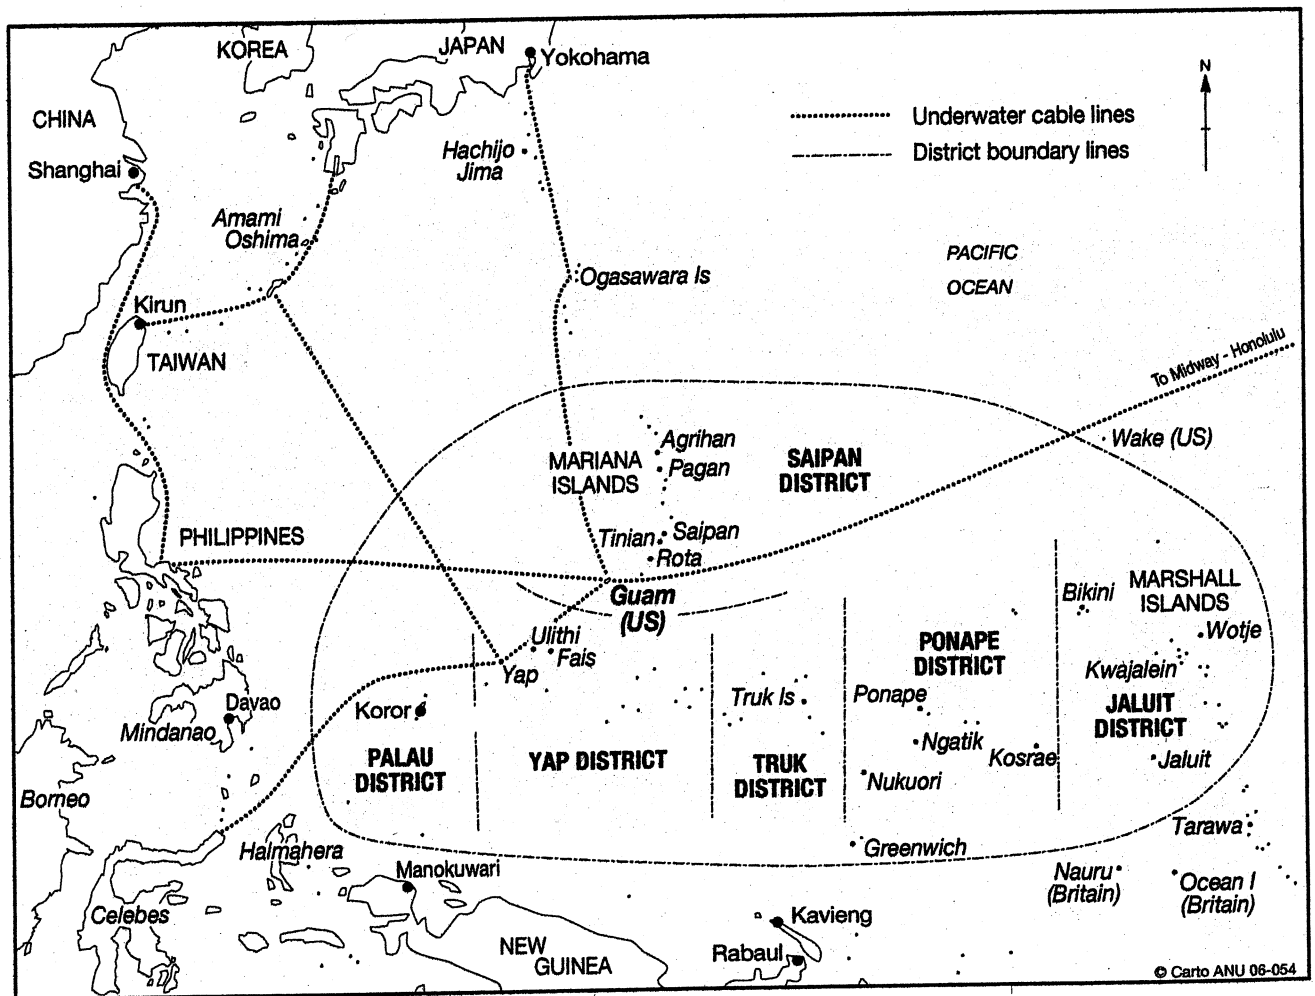 KOREA
JAPAN
Yokohama
N
CHINA
Underwater cable lines
Hachijo
Jima
District boundary lines
Shanghai
Amami
Oshima
PACIFIC
OCEAN
Ogasawara Is
Kirun
TAIWAN
To Midway - Honolulu
Wake (US)
Agrihan
MARIANA
ISLANDS
Pagan
SAIPAN
DISTRICT
PHILIPPINES
Tinian
Saipan
Rota
Guam
(US)
Bikini
MARSHALL
ISLANDS
Ulithi
Fais
Yap
PONAPE
DISTRICT
Wotje
Kwajalein
Davao
Mindanao
Koror
Truk Is
Ponape
JALUIT
DISTRICT
Ngatik
Kosrae
Jaluit
PALAU
DISTRICT
YAP DISTRICT
TRUK
DISTRICT
Nukuori
Borneo
Tarawa
Halmahera
Greenwich
Manokuwari
Nauru
(Britain)
Ocean I
(Britain)
Celebes
Kavieng
NEW
GUINEA
Rabaul
© Carto ANU 06-054